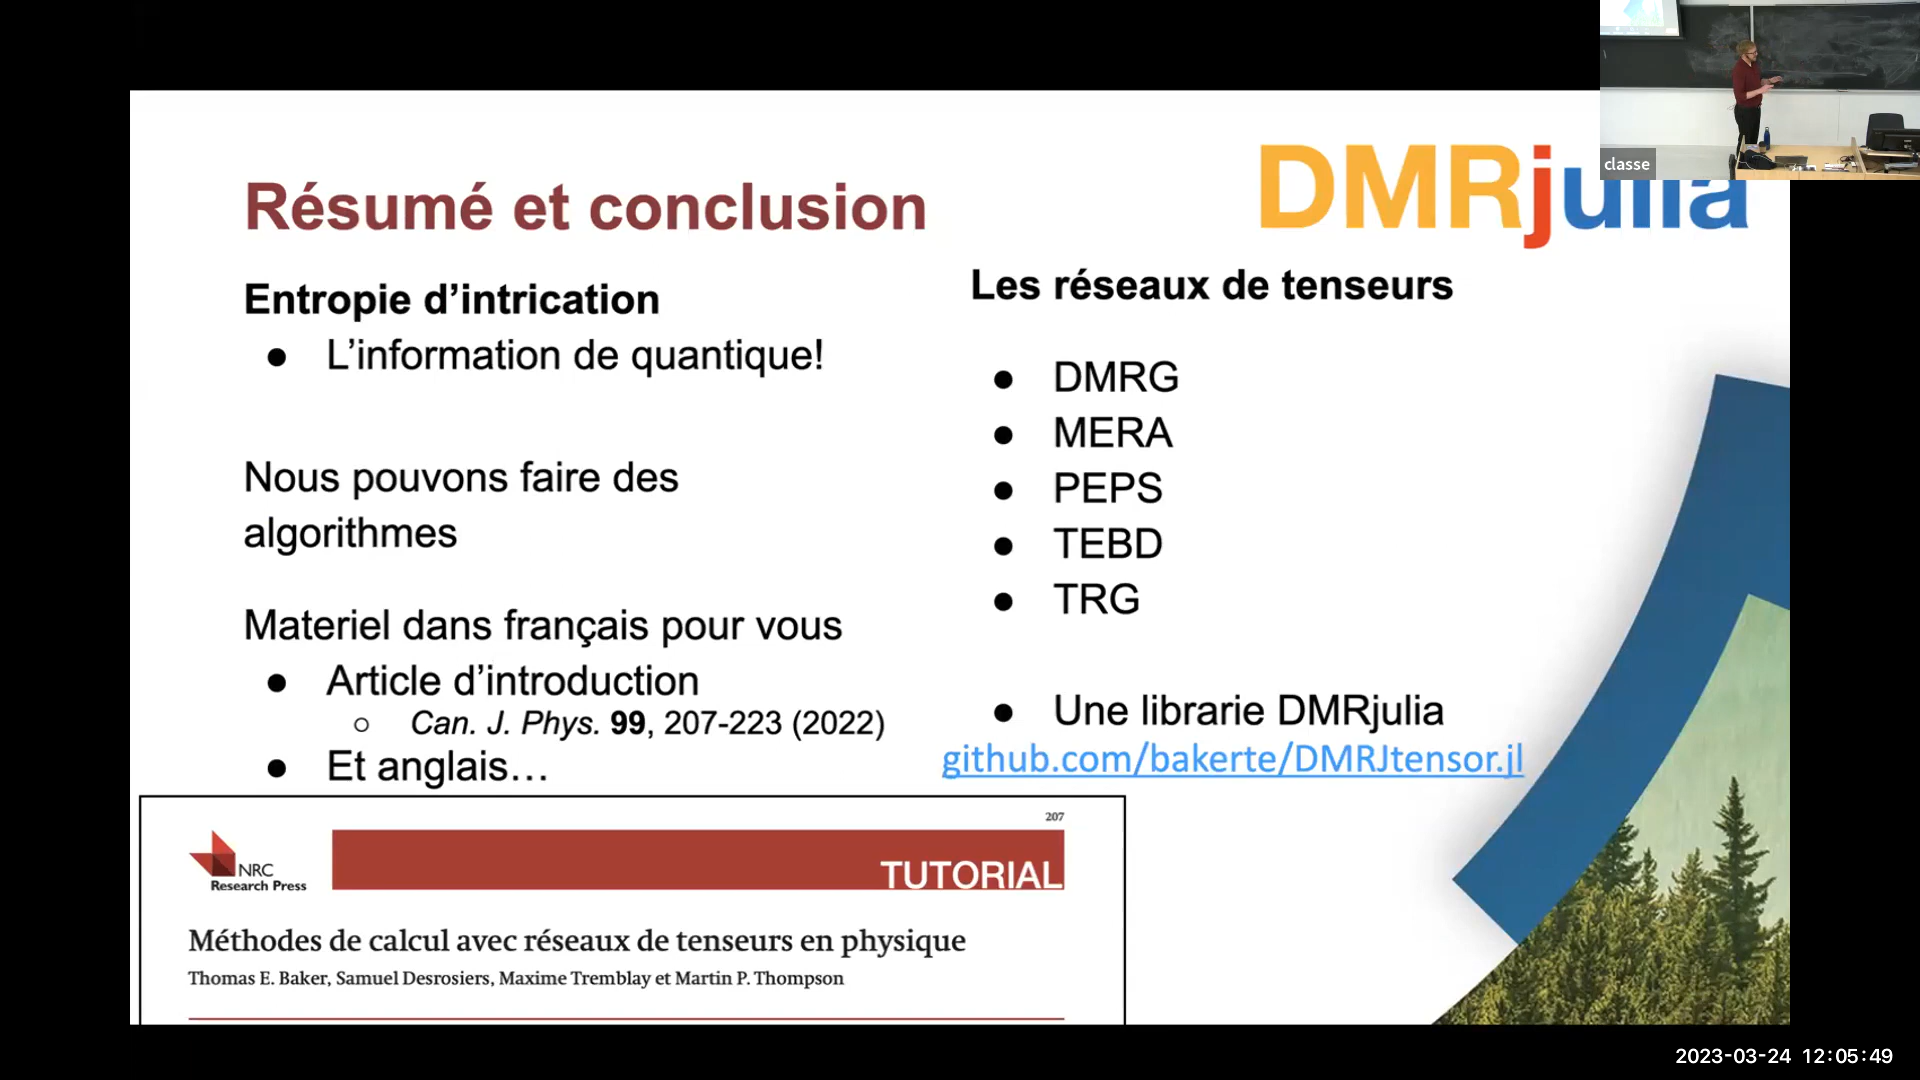 classe
DMRjulia
Résumé et conclusion
Entropie d’intrication
● L’information de quantique!
Nous pouvons faire des
algorithmes
Materiel dans français pour vous
● Article d’introduction
○ Can. J. Phys. 99, 207-223 (2022)
● Et anglais…
Les réseaux de tenseurs
● DMRG
● MERA
● PEPS
● TEBD
● TRG
● Une librarie DMRjulia
github.com/bakerte/DMRJtensor.jl
207
NRC
Research Press
TUTORIAL
Méthodes de calcul avec réseaux de tenseurs en physique
Thomas E. Baker, Samuel Desrosiers, Maxime Tremblay et Martin P. Thompson
2023-03-24 12:05:49